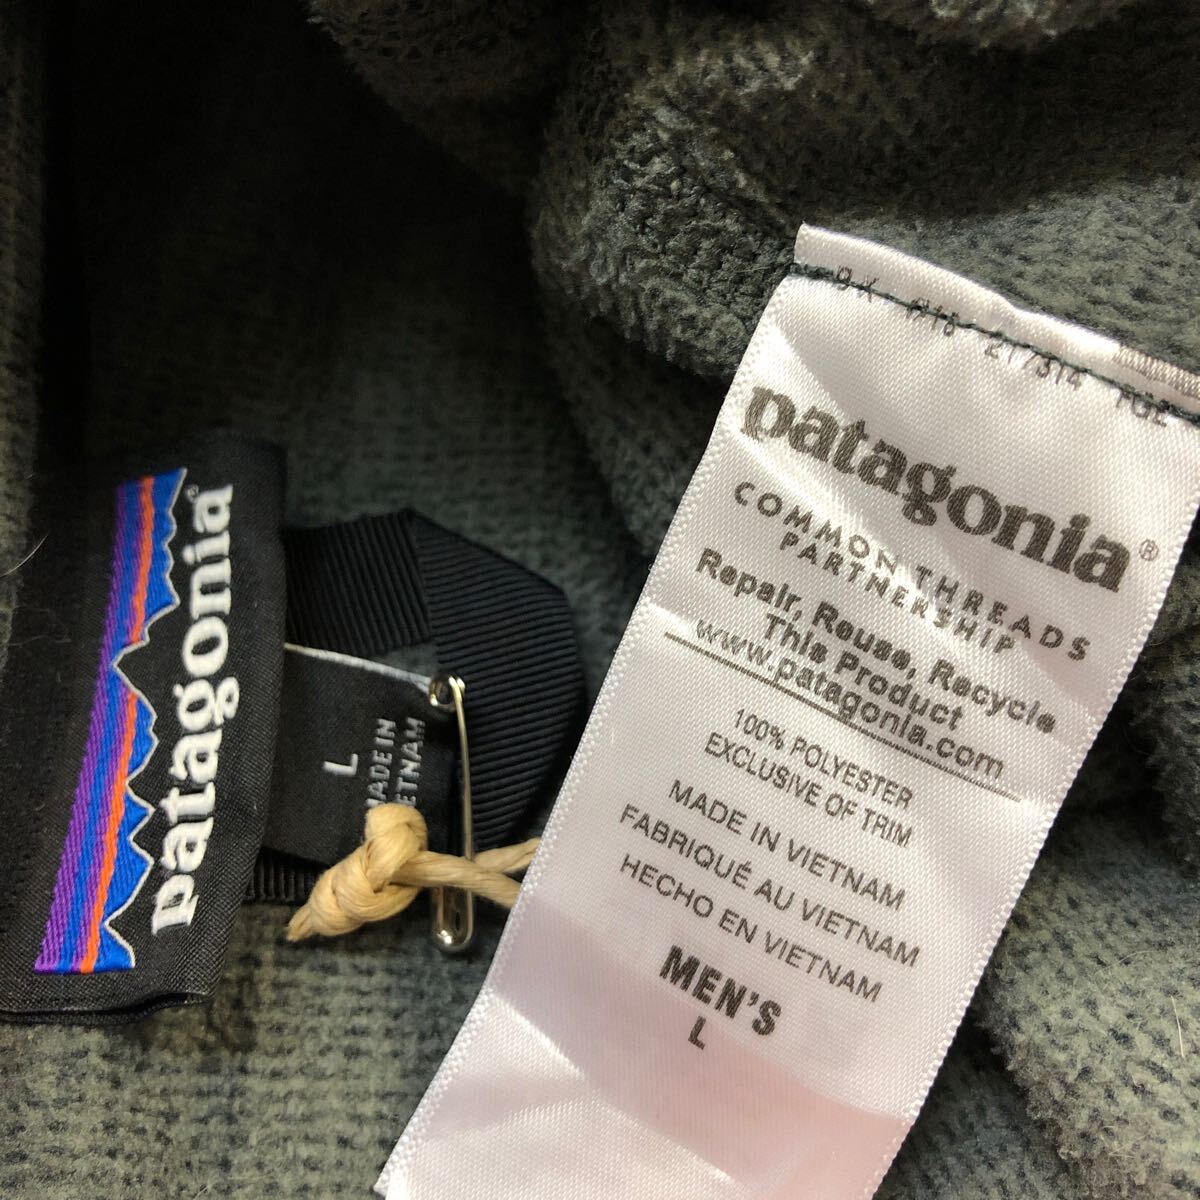 patagonia®
L
MADE IN
patagonia®
COMMON THREADS
PARTNERSHIP
Repair, Reuse, Recycle
This Product
www.patagonia.com
100% POLYESTER
EXCLUSIVE OF TRIM
MADE IN VIETNAM
FABRIQUÉ AU VIETNAM
HECHO EN VIETNAM
MEN'S
L